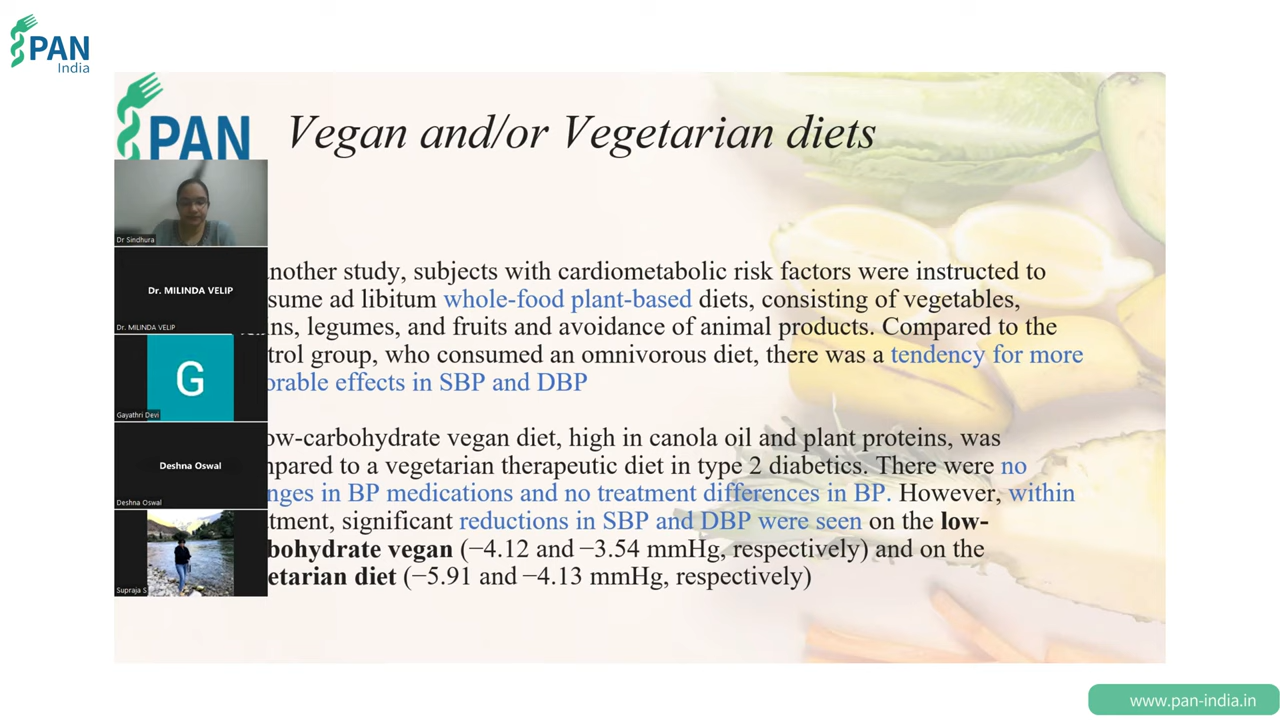 PAN
India
PAN
Vegan and/or Vegetarian diets
Dr Sindhura
Dr. MILINDA VELIP
Dr. MILINDA VELIP
G
Gayathri Devi
Deshna Oswal
Deshna Oswal
Supraja S
nother study, subjects with cardiometabolic risk factors were instructed to
sume ad libitum whole-food plant-based diets, consisting of vegetables,
ns, legumes, and fruits and avoidance of animal products. Compared to the
trol group, who consumed an omnivorous diet, there was a tendency for more
orable effects in SBP and DBP
ow-carbohydrate vegan diet, high in canola oil and plant proteins, was
npared to a vegetarian therapeutic diet in type 2 diabetics. There were no
nges in BP medications and no treatment differences in BP. However, within
tment, significant reductions in SBP and DBP were seen on the low-
bohydrate vegan (−4.12 and −3.54 mmHg, respectively) and on the
etarian diet (−5.91 and −4.13 mmHg, respectively)
www.pan-india.in